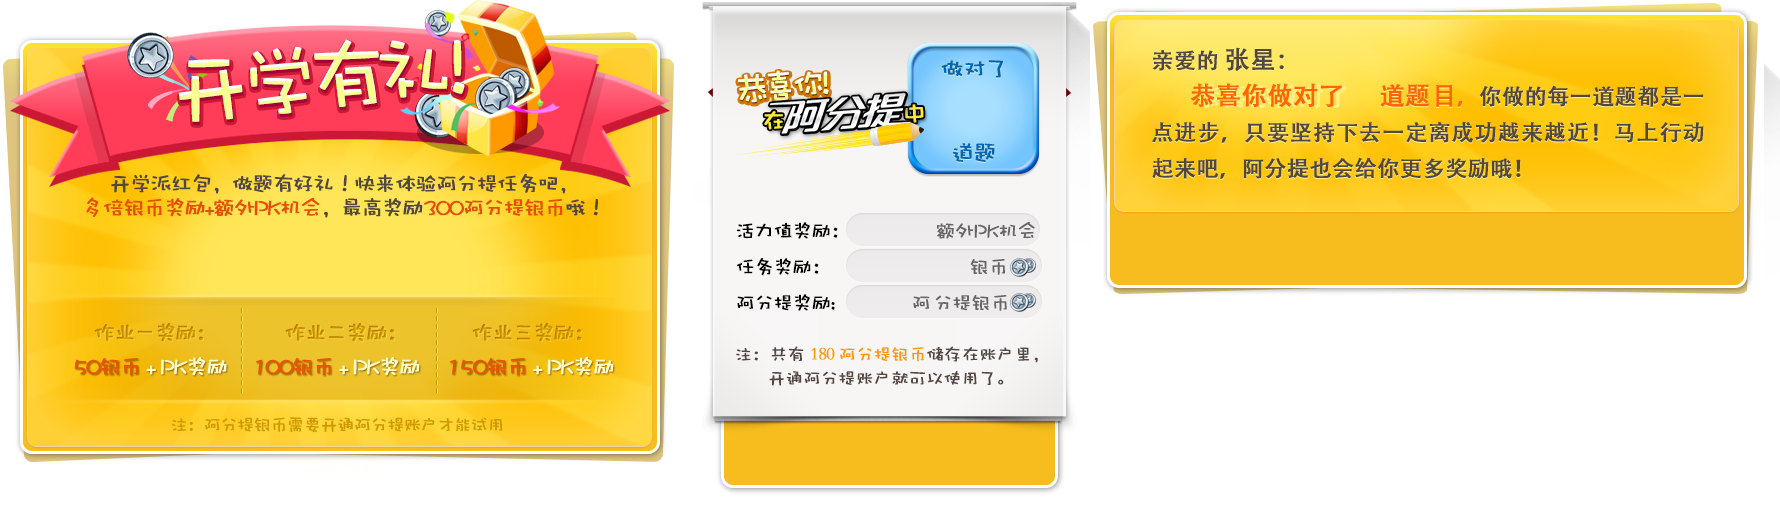 开学有礼!
开学派红包，做题有好礼！快来体验阿分提任务吧，
多倍银币奖励+额外PK机会，最高奖励300阿分提银币哦！
作业一奖励：
50银币 + PK奖励
作业二奖励：
100银币 + PK奖励
作业三奖励：
150银币 + PK奖励
注：阿分提银币需要开通阿分提账户才能试用
恭喜你!
在阿分提中
做对了
道题
活力值奖励：
额外PK机会
任务奖励：
银币
阿分提奖励：
阿分提银币
注：共有 180 阿分提银币储存在账户里，
开通阿分提账户就可以使用了。
亲爱的 张星：
恭喜你做对了 道题目，你做的每一道题都是一
点进步，只要坚持下去一定离成功越来越近！马上行动
起来吧，阿分提也会给你更多奖励哦！